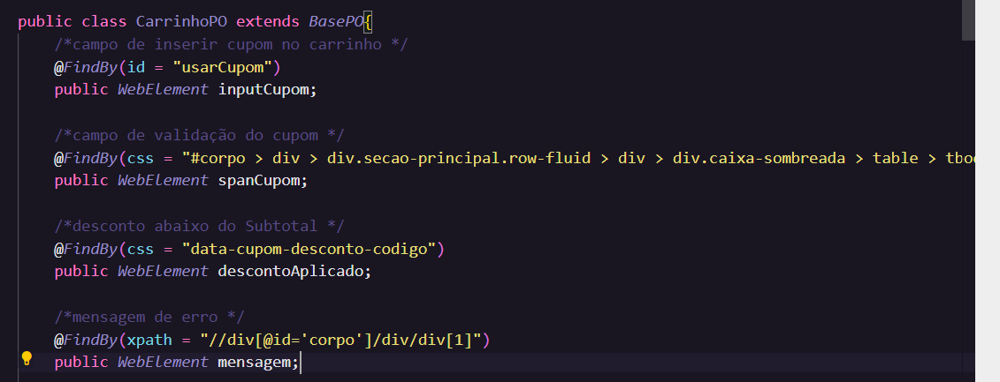 public class CarrinhoPO extends BasePO{
/*campo de inserir cupom no carrinho */
@FindBy(id = "usarCupom")
public WebElement inputCupom;
/*campo de validação do cupom */
@FindBy(css = "#corpo > div > div.secao-principal.row-fluid > div > div.caixa-sombreada > table >
public WebElement spanCupom;
/*desconto abaixo do Subtotal */
@FindBy(css = "data-cupom-desconto-codigo")
public WebElement descontoAplicado;
/*mensagem de erro */
@FindBy(xpath = "//div[@id='corpo']/div/div[1]")
public WebElement mensagem;